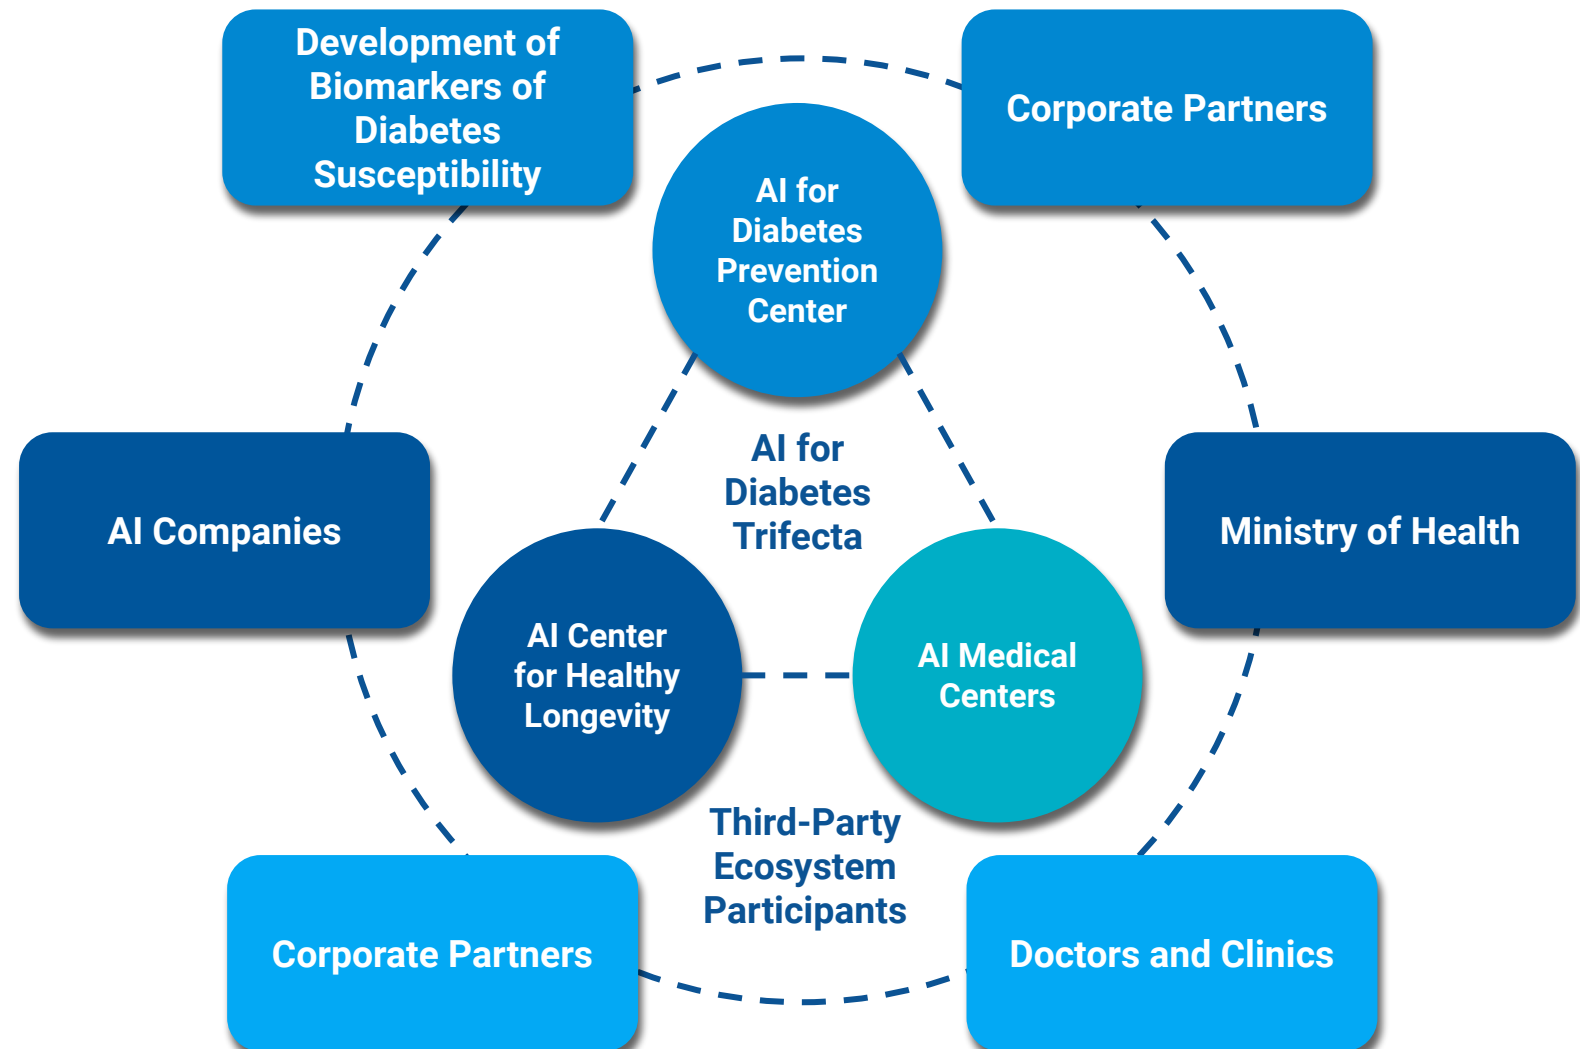 Development of
Biomarkers of
Diabetes
Susceptibility
Corporate Partners
AI for
Diabetes
Prevention
Center
AI for
Diabetes
Trifecta
AI Companies
Ministry of Health
AI Center
for Healthy
Longevity
AI Medical
Centers
Third-Party
Ecosystem
Participants
Corporate Partners
Doctors and Clinics